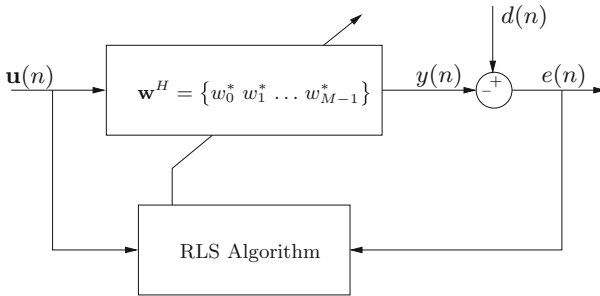 d(n)
u(n)
w^H = {w_0^* w_1^* … w_{M−1}^*}
y(n)
+
−
e(n)
RLS Algorithm